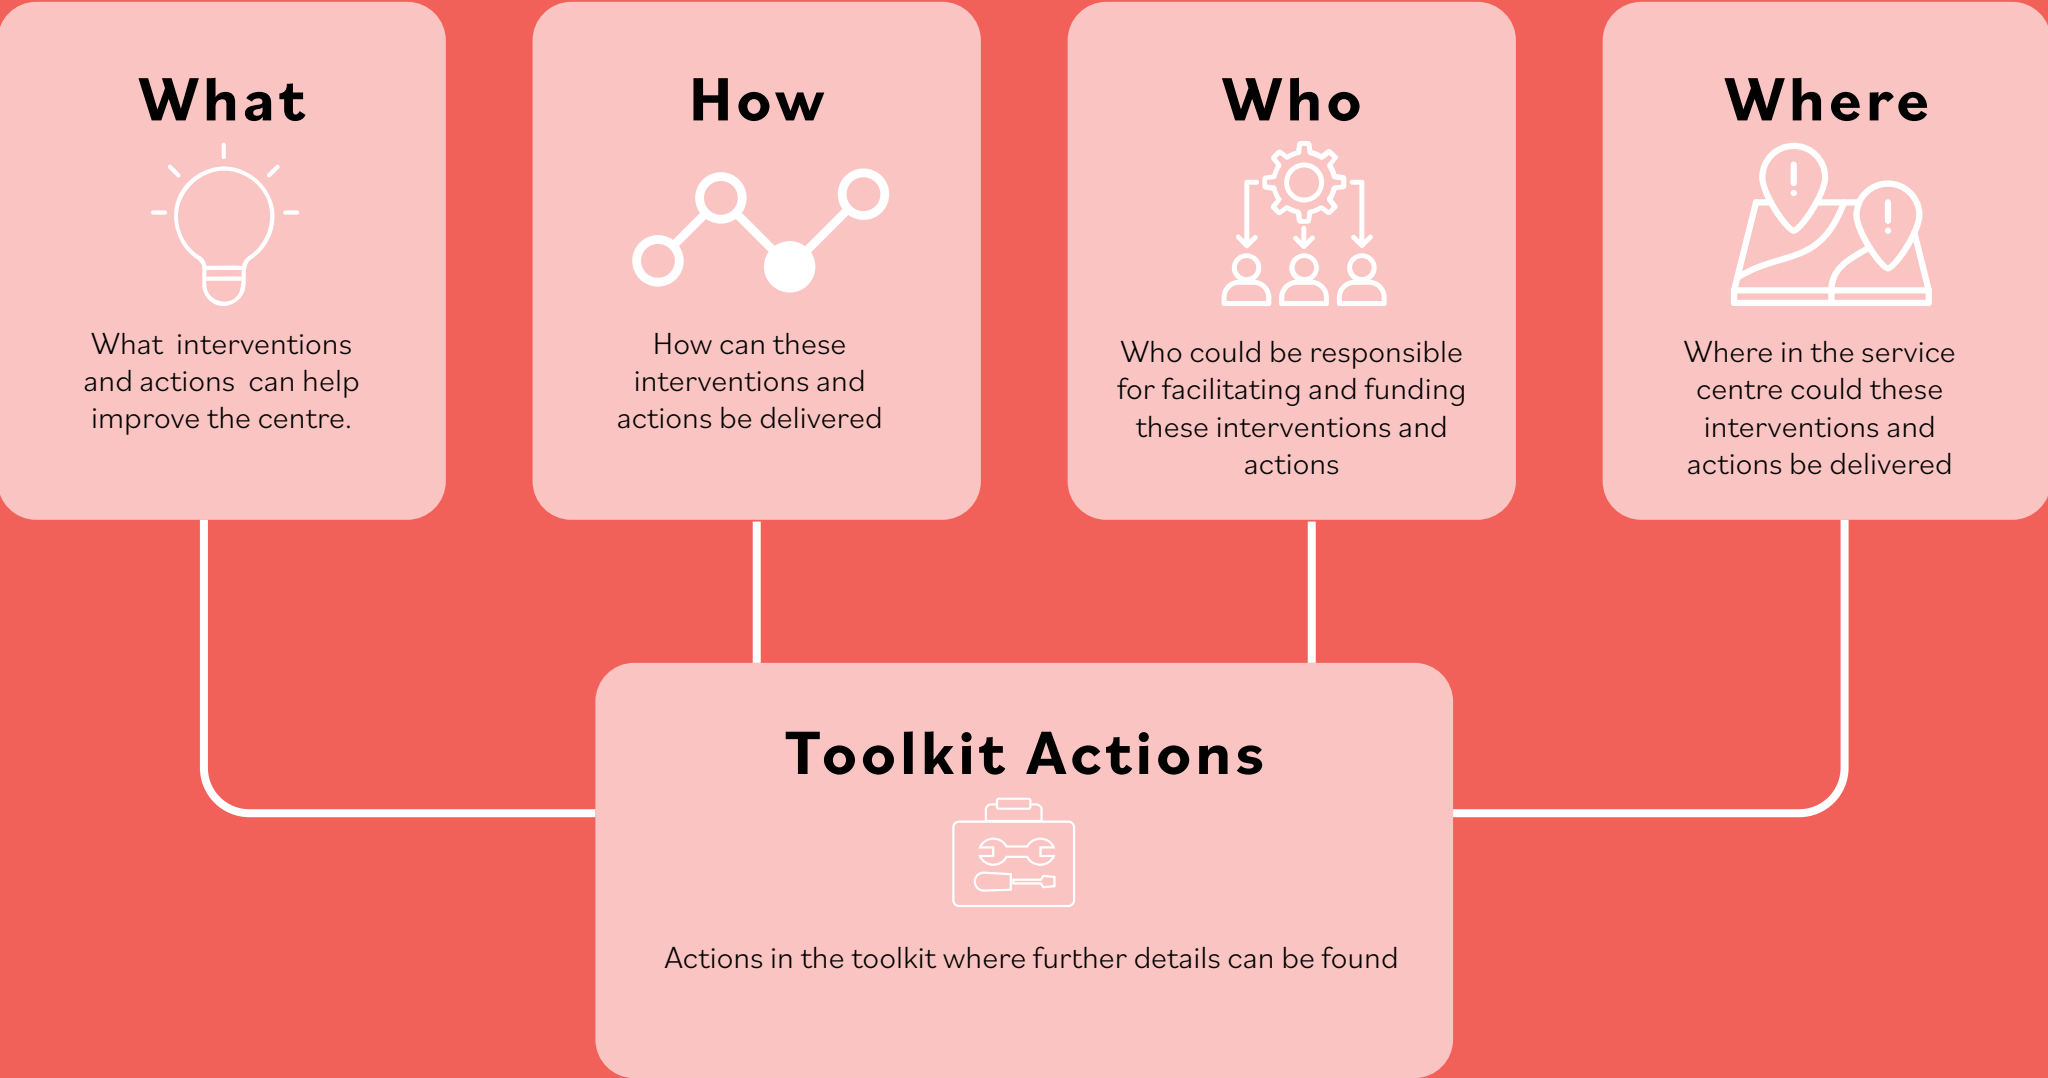 What
What interventions
and actions can help
improve the centre.
How
How can these
interventions and
actions be delivered
Who
Who could be responsible
for facilitating and funding
these interventions and
actions
Where
Where in the service
centre could these
interventions and
actions be delivered
Toolkit Actions
Actions in the toolkit where further details can be found